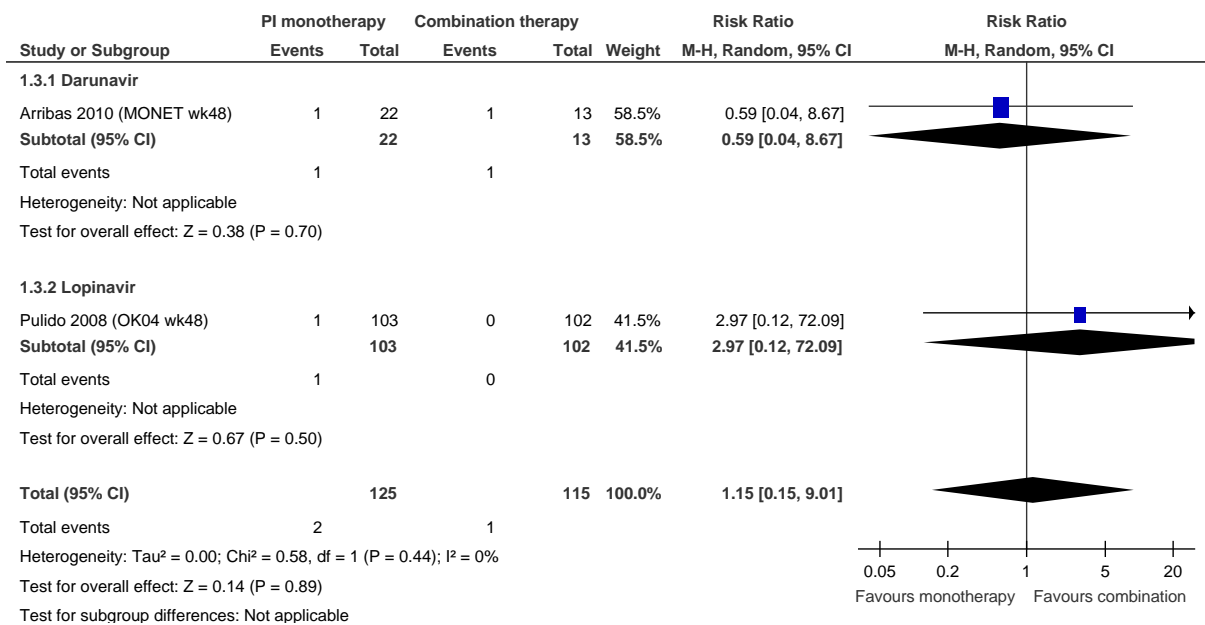 PI monotherapy Combination therapy Risk Ratio Risk Ratio
Study or Subgroup Events Total Events Total Weight M-H, Random, 95% CI M-H, Random, 95% CI
1.3.1 Darunavir
Arribas 2010 (MONET wk48) 1 22 1 13 58.5% 0.59 [0.04, 8.67]
Subtotal (95% CI) 22 13 58.5% 0.59 [0.04, 8.67]
Total events 1 1
Heterogeneity: Not applicable
Test for overall effect: Z = 0.38 (P = 0.70)
1.3.2 Lopinavir
Pulido 2008 (OK04 wk48) 1 103 0 102 41.5% 2.97 [0.12, 72.09]
Subtotal (95% CI) 103 102 41.5% 2.97 [0.12, 72.09]
Total events 1 0
Heterogeneity: Not applicable
Test for overall effect: Z = 0.67 (P = 0.50)
Total (95% CI) 125 115 100.0% 1.15 [0.15, 9.01]
Total events 2 1
Heterogeneity: Tau² = 0.00; Chi² = 0.58, df = 1 (P = 0.44); I² = 0%
Test for overall effect: Z = 0.14 (P = 0.89)
Test for subgroup differences: Not applicable
0.05 0.2 1 5 20
Favours monotherapy Favours combination